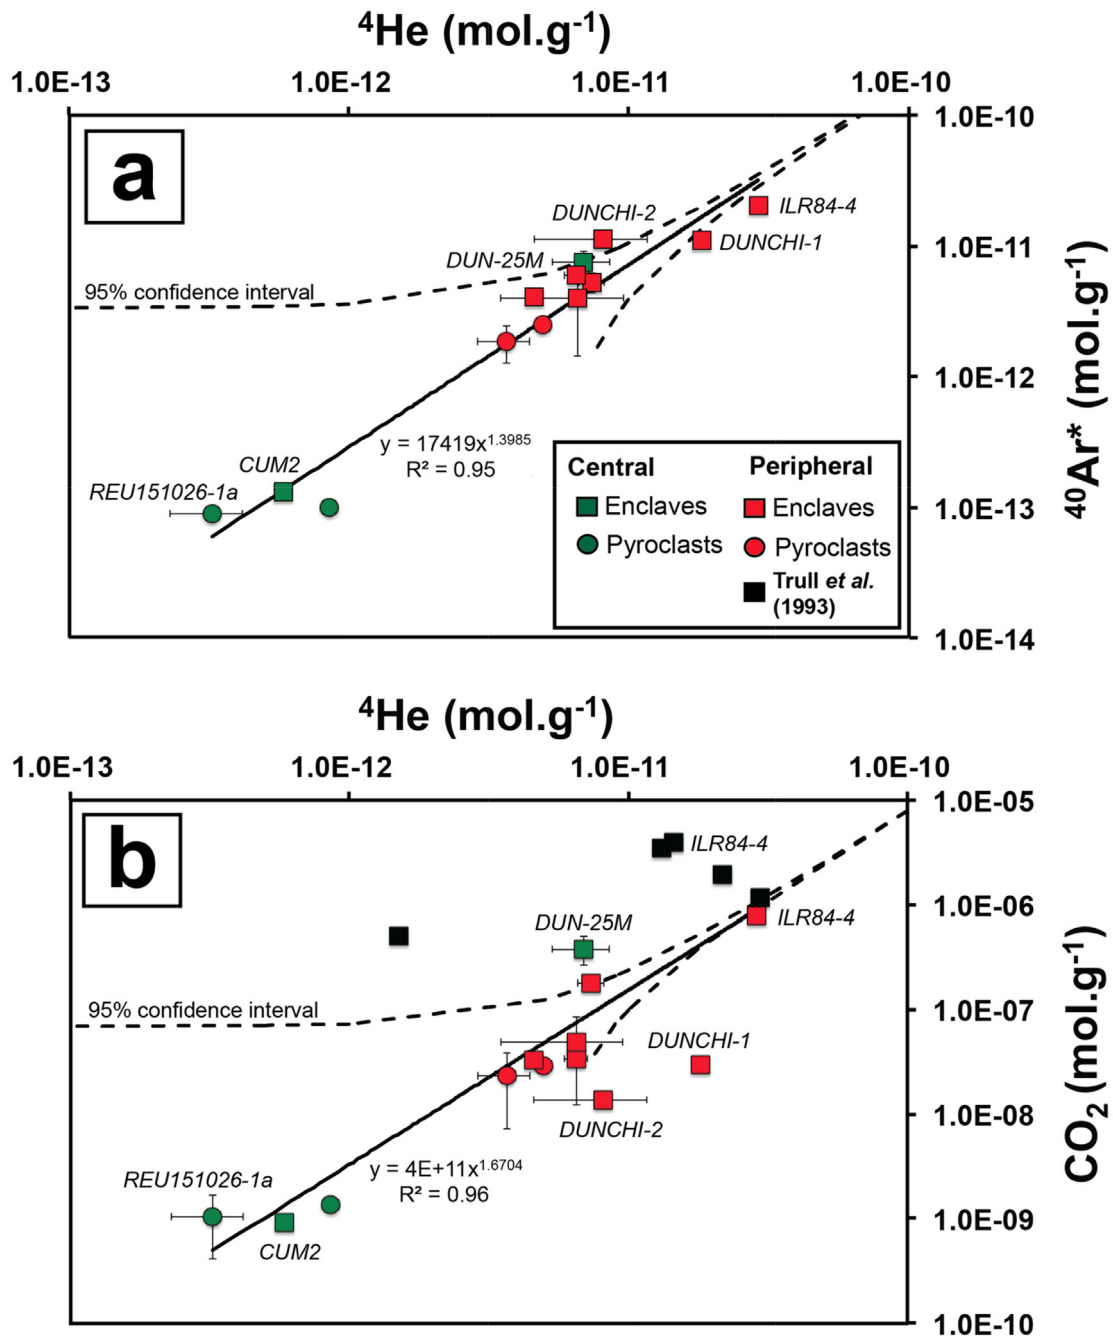 ⁴He (mol.g⁻¹)
1.0E-13 1.0E-12 1.0E-11 1.0E-10
a
1.0E-10
1.0E-11
1.0E-12
1.0E-13
1.0E-14
⁴⁰Ar* (mol.g⁻¹)
DUNCHI-2
ILR84-4
DUNCHI-1
DUN-25M
95% confidence interval
y = 17419x¹·³⁹⁸⁵
R² = 0.95
CUM2
REU151026-1a
Central Peripheral
Enclaves Enclaves
Pyroclasts Pyroclasts
Trull et al.
(1993)
⁴He (mol.g⁻¹)
1.0E-13 1.0E-12 1.0E-11 1.0E-10
b
1.0E-05
1.0E-06
1.0E-07
1.0E-08
1.0E-09
1.0E-10
CO₂ (mol.g⁻¹)
ILR84-4
DUN-25M
ILR84-4
95% confidence interval
DUNCHI-1
DUNCHI-2
y = 4E+11x¹·⁶⁷⁰⁴
R² = 0.96
REU151026-1a
CUM2